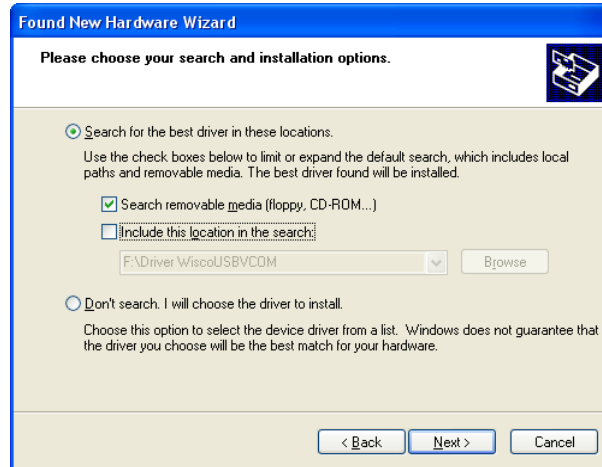 Found New Hardware Wizard
Please choose your search and installation options.
Search for the best driver in these locations.
Use the check boxes below to limit or expand the default search, which includes local
paths and removable media. The best driver found will be installed.
Search removable media (floppy, CD-ROM...)
Include this location in the search:
F:\Driver WiscoUSBVCOM
Browse
Don't search. I will choose the driver to install.
Choose this option to select the device driver from a list. Windows does not guarantee that
the driver you choose will be the best match for your hardware.
< Back
Next >
Cancel